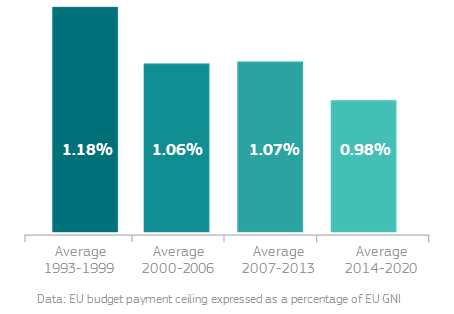 1.18%
1.06%
1.07%
0.98%
Average
1993-1999
Average
2000-2006
Average
2007-2013
Average
2014-2020
Data: EU budget payment ceiling expressed as a percentage of EU GNI